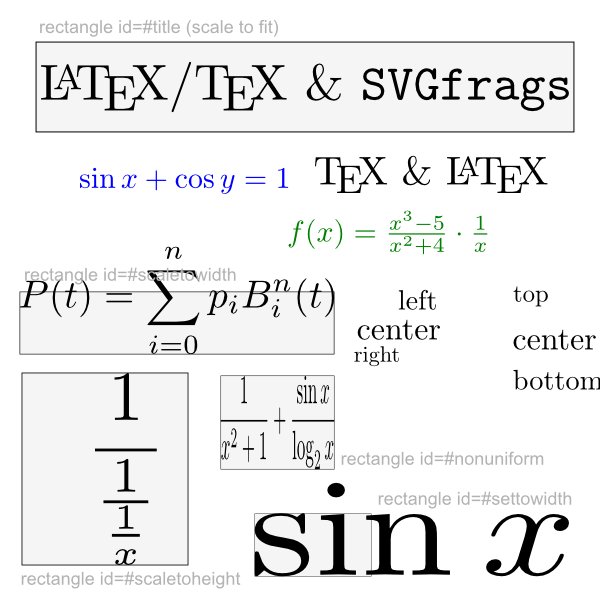 rectangle id=#title (scale to fit)
LATEX/TEX & SVGfrags
sin x + cos y = 1
TEX & LATEX
f(x) = \frac{x^3-5}{x^2+4} · \frac{1}{x}
rectangle id=#scaletowidth
P(t) = \sum_{i=0}^{n} p_i B_i^n(t)
left
center
right
top
center
bottom
\frac{1}{\frac{1}{\frac{1}{x}}}
\frac{1}{x^2+1} + \frac{sin x}{log_2 x}
rectangle id=#nonuniform
rectangle id=#settowidth
sin x
rectangle id=#scaletoheight